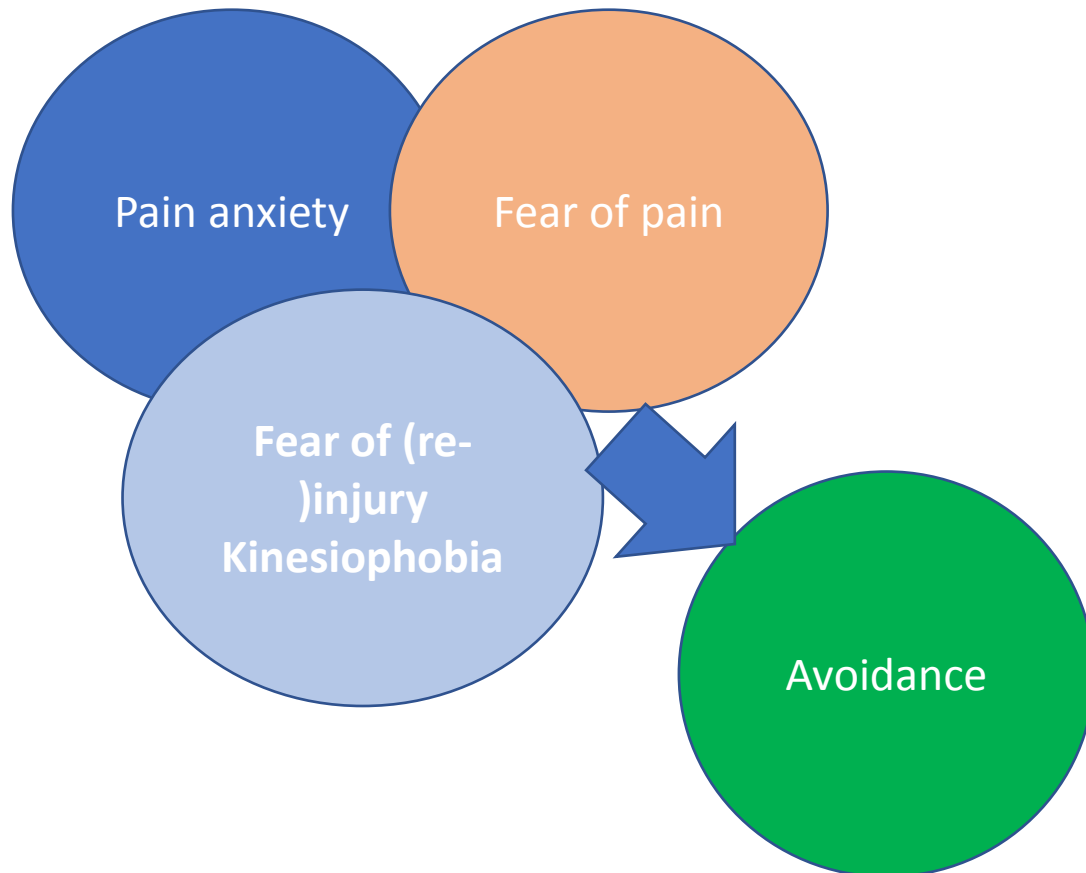 Pain anxiety
Fear of pain
Fear of (re-
)injury
Kinesiophobia
Avoidance